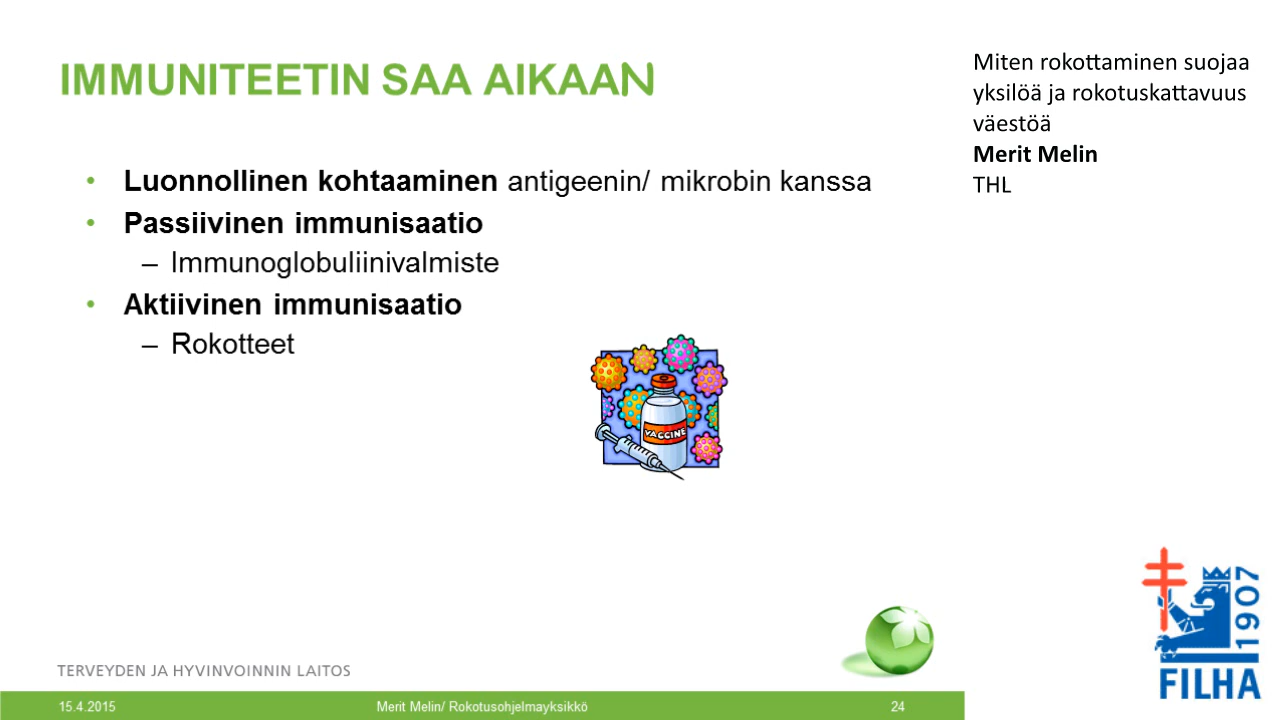 IMMUNITEETIN SAA AIKAAN
• Luonnollinen kohtaaminen antigeenin/ mikrobin kanssa
• Passiivinen immunisaatio
– Immunoglobuliinivalmiste
• Aktiivinen immunisaatio
– Rokotteet
VACCINE
TERVEYDEN JA HYVINVOINNIN LAITOS
15.4.2015 Merit Melin/ Rokotusohjelmayksikkö 24
Miten rokottaminen suojaa
yksilöä ja rokotuskattavuus
väestöä
Merit Melin
THL
1907
FILHA